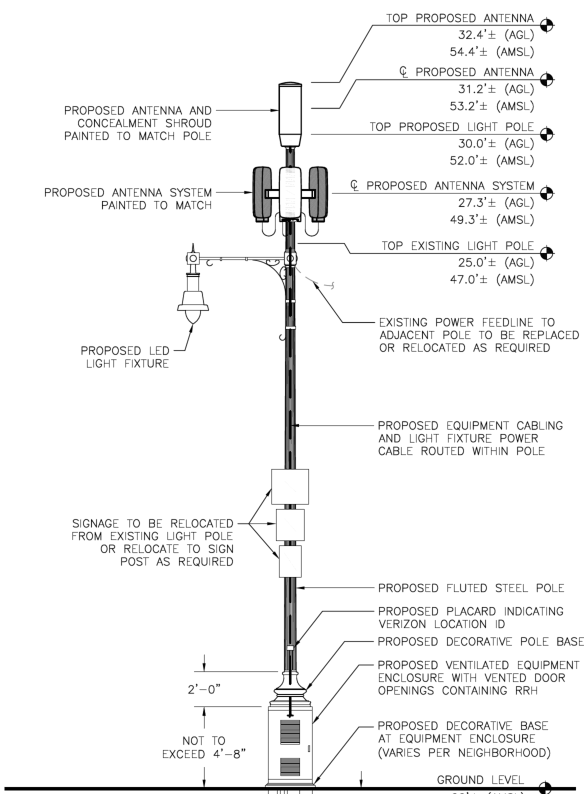 TOP PROPOSED ANTENNA
32.4'± (AGL)
54.4'± (AMSL)
℄ PROPOSED ANTENNA
31.2'± (AGL)
53.2'± (AMSL)
PROPOSED ANTENNA AND
CONCEALMENT SHROUD
PAINTED TO MATCH POLE
TOP PROPOSED LIGHT POLE
30.0'± (AGL)
52.0'± (AMSL)
PROPOSED ANTENNA SYSTEM
PAINTED TO MATCH
℄ PROPOSED ANTENNA SYSTEM
27.3'± (AGL)
49.3'± (AMSL)
TOP EXISTING LIGHT POLE
25.0'± (AGL)
47.0'± (AMSL)
EXISTING POWER FEEDLINE TO
ADJACENT POLE TO BE REPLACED
OR RELOCATED AS REQUIRED
PROPOSED LED
LIGHT FIXTURE
PROPOSED EQUIPMENT CABLING
AND LIGHT FIXTURE POWER
CABLE ROUTED WITHIN POLE
SIGNAGE TO BE RELOCATED
FROM EXISTING LIGHT POLE
OR RELOCATE TO SIGN
POST AS REQUIRED
PROPOSED FLUTED STEEL POLE
PROPOSED PLACARD INDICATING
VERIZON LOCATION ID
PROPOSED DECORATIVE POLE BASE
PROPOSED VENTILATED EQUIPMENT
ENCLOSURE WITH VENTED DOOR
OPENINGS CONTAINING RRH
2'-0"
NOT TO
EXCEED 4'-8"
PROPOSED DECORATIVE BASE
AT EQUIPMENT ENCLOSURE
(VARIES PER NEIGHBORHOOD)
GROUND LEVEL
(AMSL)